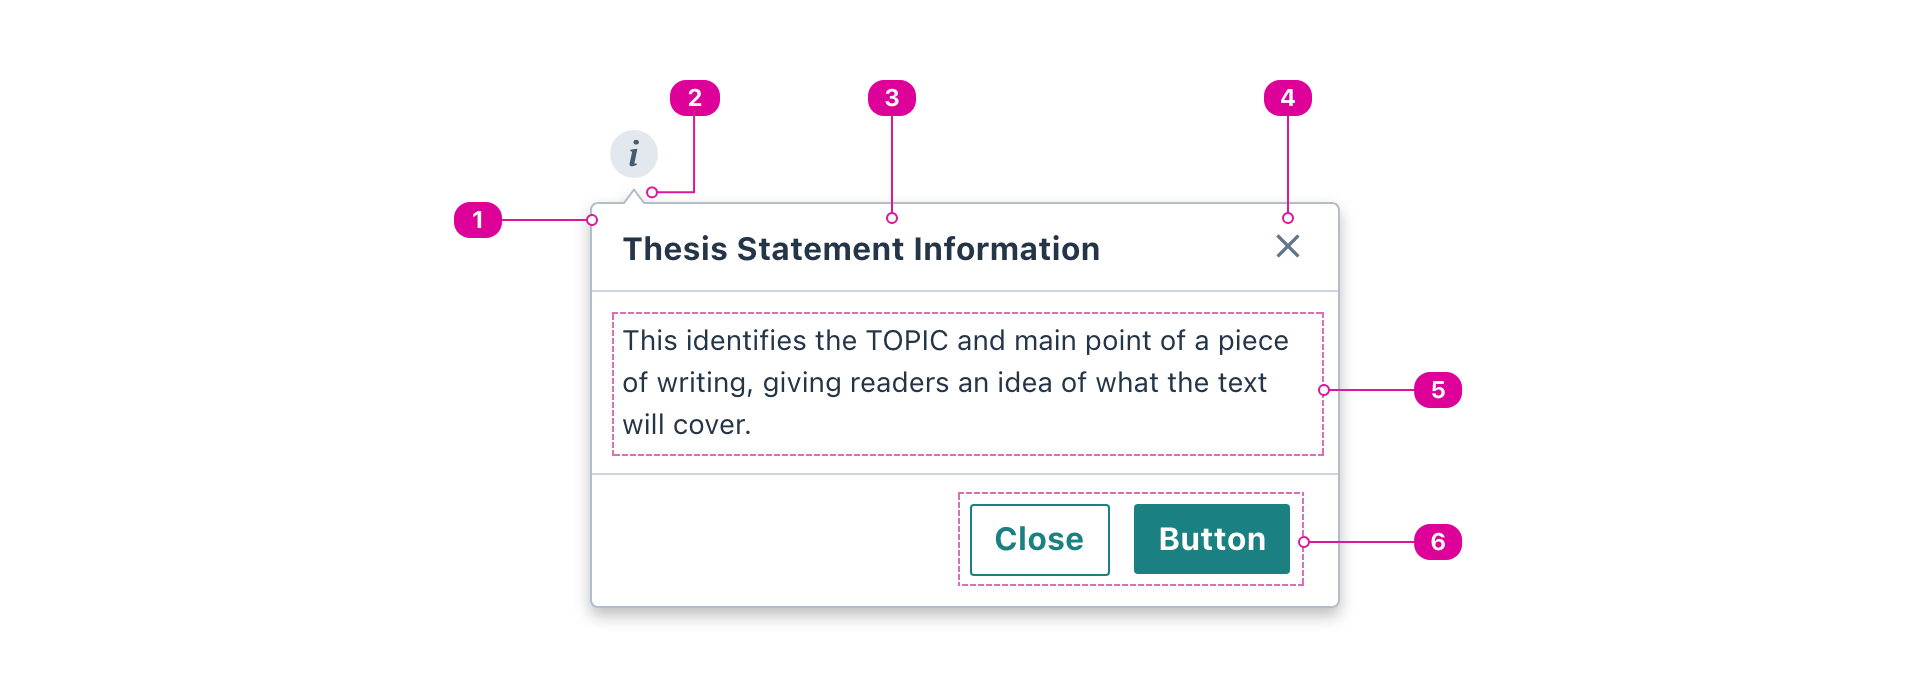 2
3
4
i
1
Thesis Statement Information
This identifies the TOPIC and main point of a piece
of writing, giving readers an idea of what the text
will cover.
5
Close
Button
6